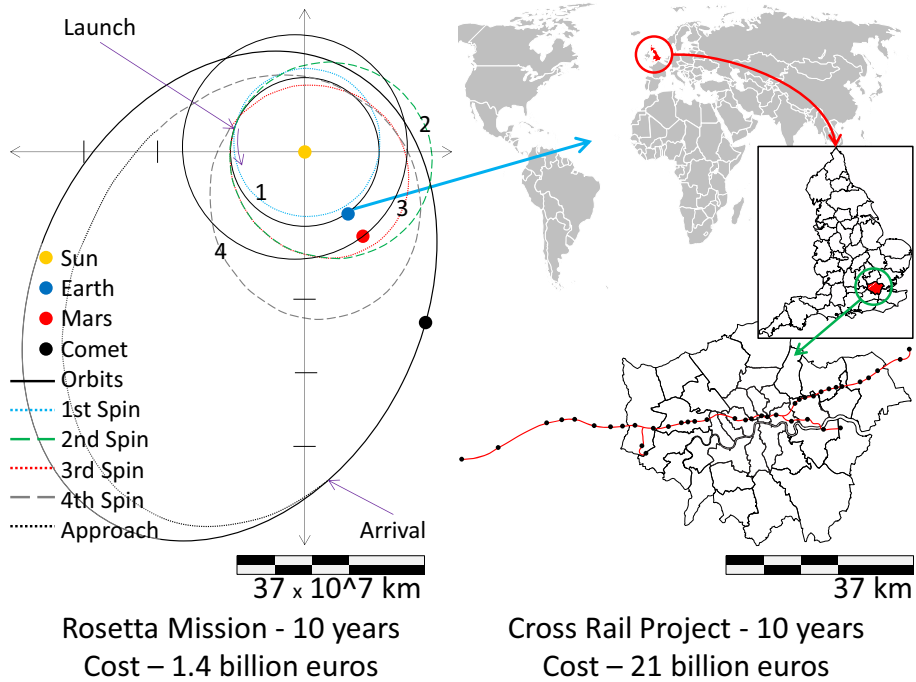 Launch
2
1
3
4
Sun
Earth
Mars
Comet
Orbits
1st Spin
2nd Spin
3rd Spin
4th Spin
Approach
Arrival
37 x 10^7 km
37 km
Rosetta Mission - 10 years
Cost – 1.4 billion euros
Cross Rail Project - 10 years
Cost – 21 billion euros